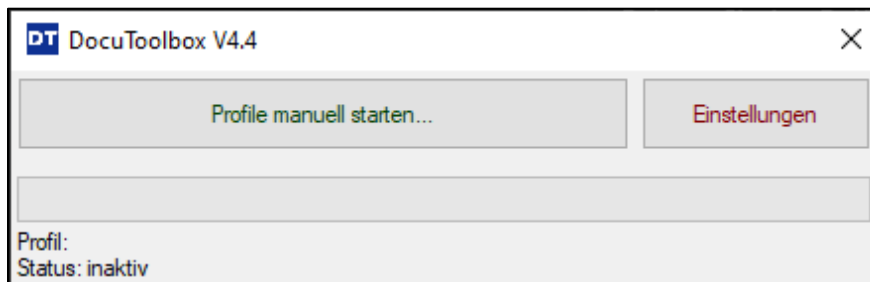 DT DocuToolbox V4.4
Profile manuell starten... Einstellungen
Profil:
Status: inaktiv